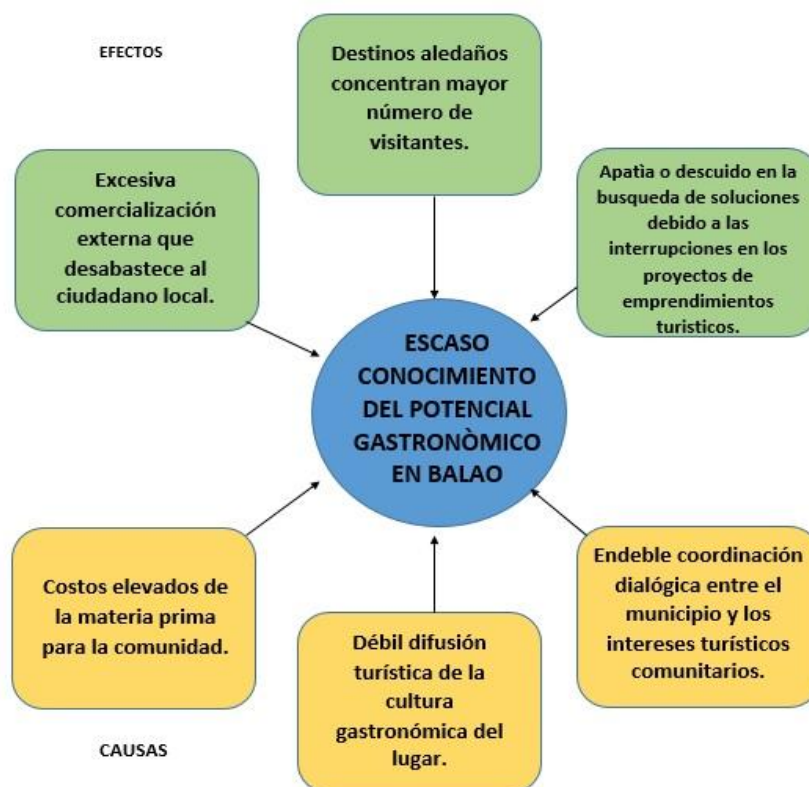 EFECTOS
Destinos aledaños
concentran mayor
número de
visitantes.
Excesiva
comercialización
externa que
desabastece al
ciudadano local.
Apatìa o descuido en la
busqueda de soluciones
debido a las
interrupciones en los
proyectos de
emprendimientos
turisticos.
ESCASO
CONOCIMIENTO
DEL POTENCIAL
GASTRONÒMICO
EN BALAO
Costos elevados de
la materia prima
para la comunidad.
Débil difusión
turística de la
cultura
gastronómica del
lugar.
Endeble coordinación
dialógica entre el
municipio y los
intereses turísticos
comunitarios.
CAUSAS